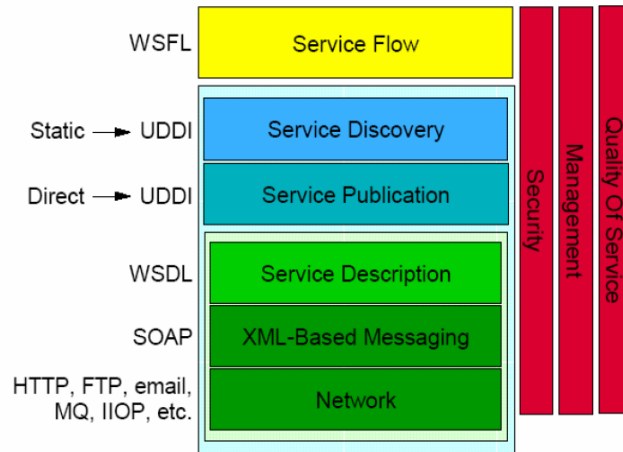 WSFL
Service Flow
Static → UDDI
Service Discovery
Direct → UDDI
Service Publication
WSDL
Service Description
SOAP
XML-Based Messaging
HTTP, FTP, email,
MQ, IIOP, etc.
Network
Security
Management
Quality Of Service